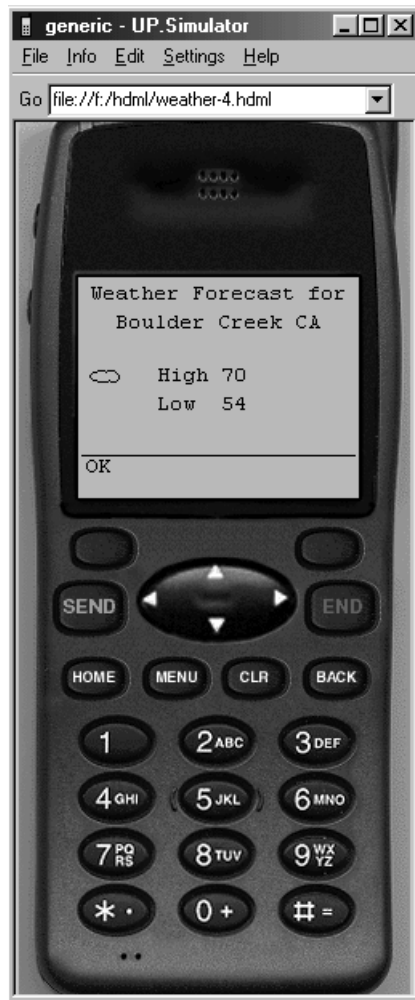 generic - UP.Simulator
File Info Edit Settings Help
Go file://f:/hdml/weather-4.hdml
Weather Forecast for
Boulder Creek CA
High 70
Low 54
OK
SEND END
HOME MENU CLR BACK
1 2ABC 3DEF
4GHI 5JKL 6MNO
7PQRS 8TUV 9WXYZ
* . 0 + # =